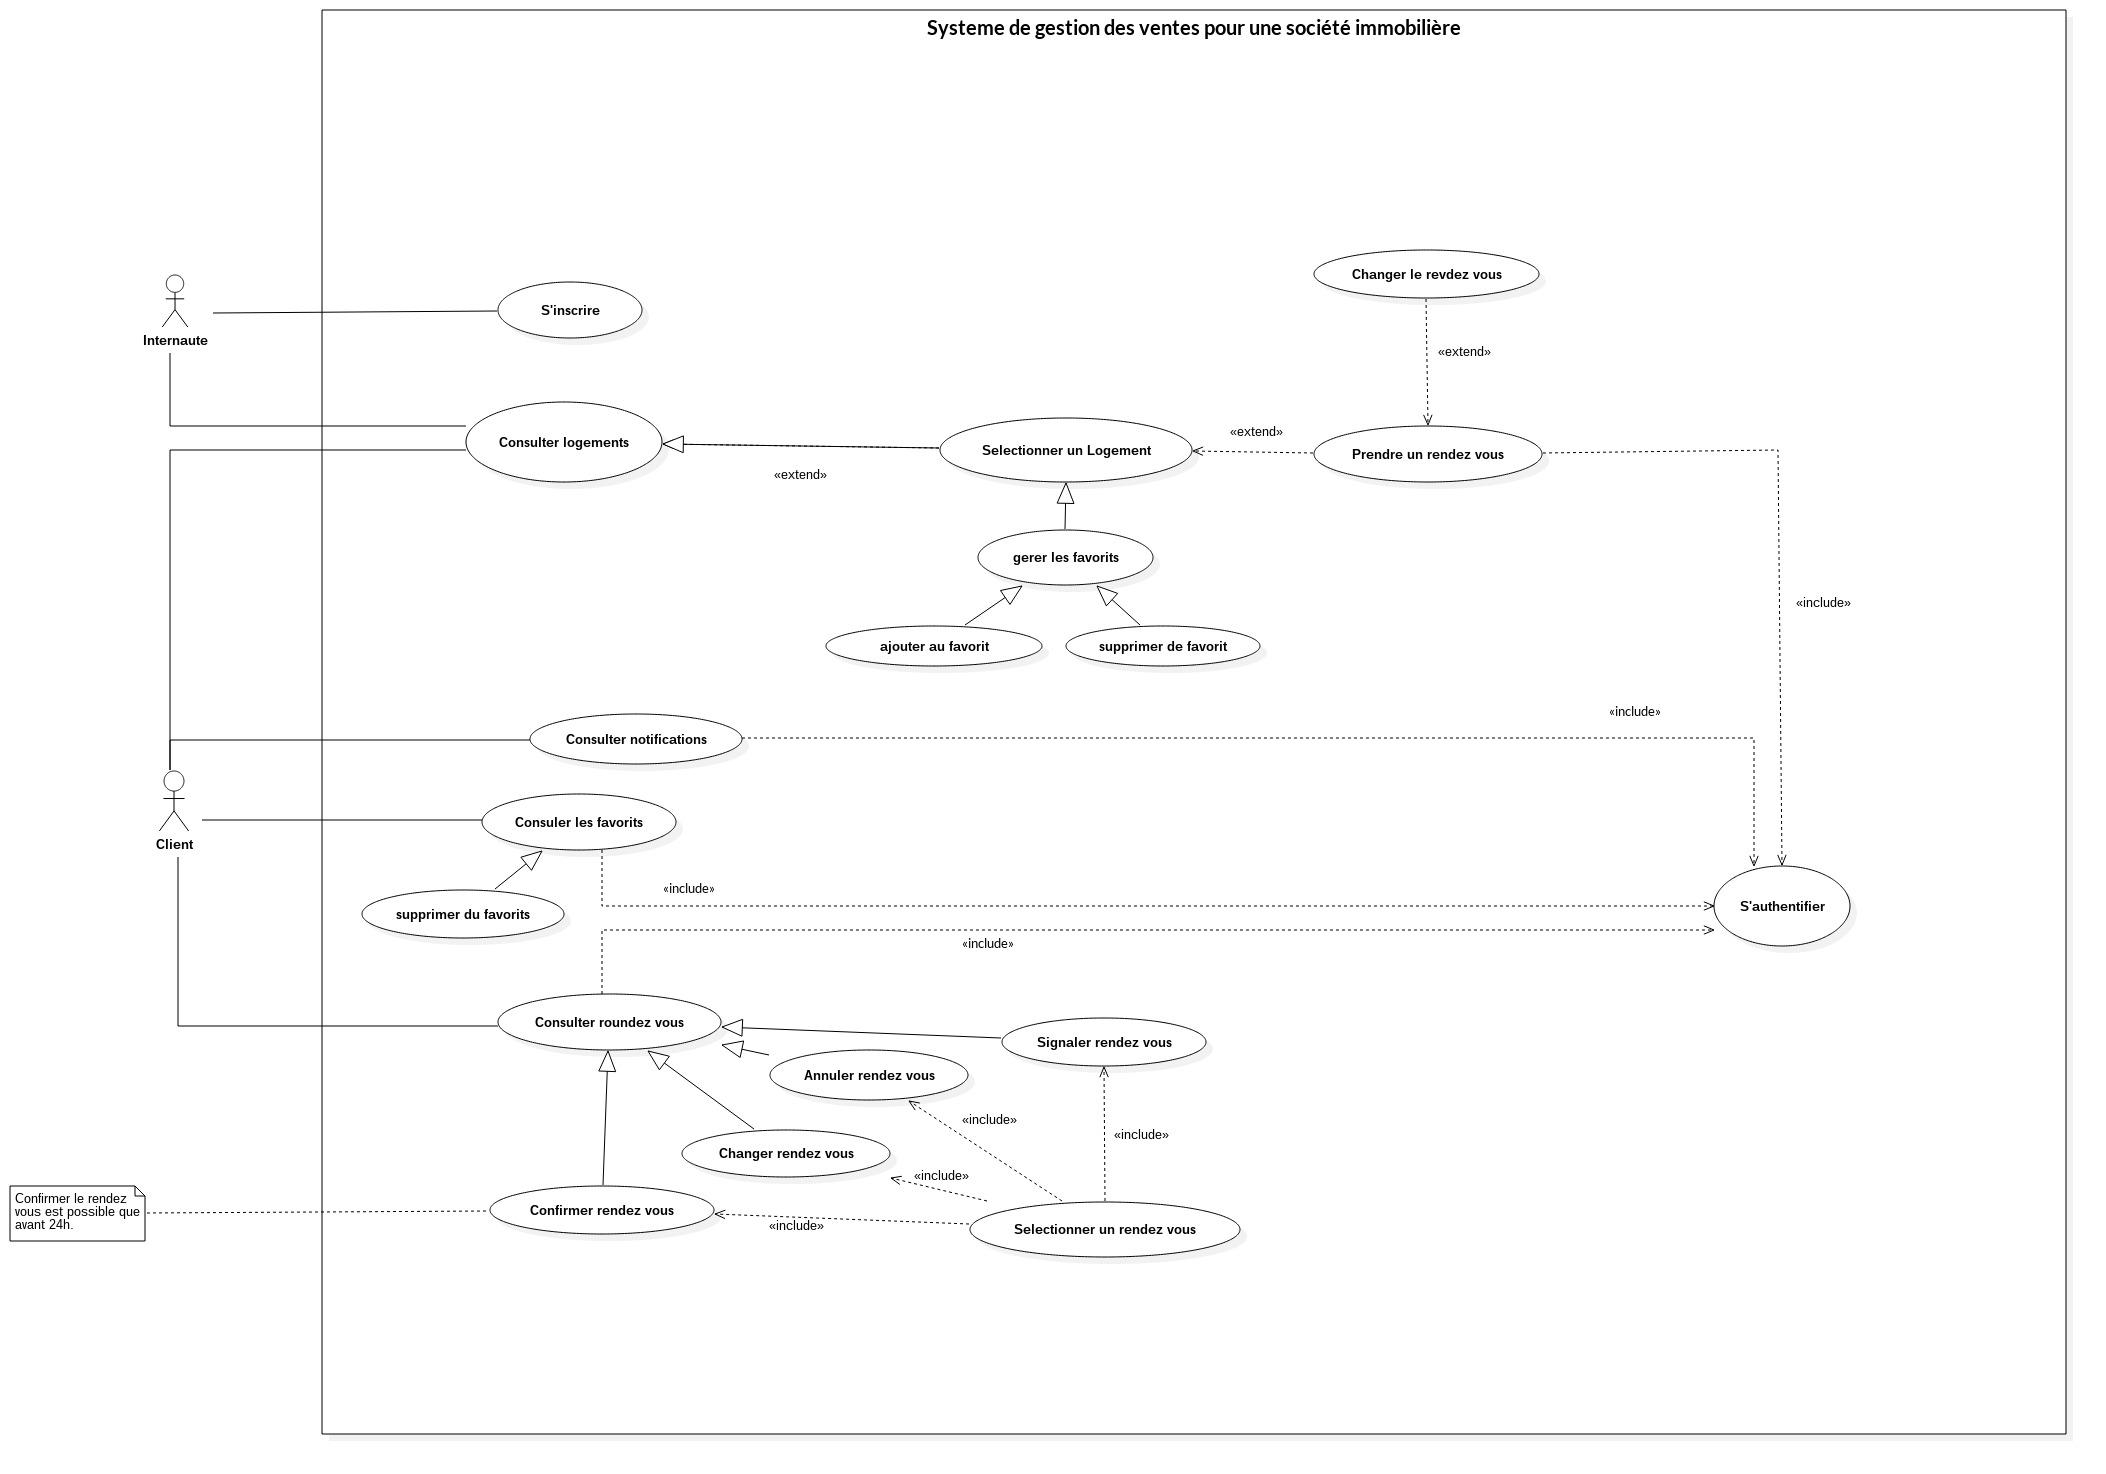 Systeme de gestion des ventes pour une société immobilière
Changer le revdez vous
Internaute
S'inscrire
«extend»
Consulter logements
«extend»
Selectionner un Logement
«extend»
Prendre un rendez vous
gerer les favorits
ajouter au favorit
supprimer de favorit
«include»
Consulter notifications
«include»
Client
Consuler les favorits
supprimer du favorits
«include»
S'authentifier
«include»
Consulter roundez vous
Signaler rendez vous
Annuler rendez vous
«include»
«include»
Changer rendez vous
«include»
Confirmer le rendez
vous est possible que
avant 24h.
Confirmer rendez vous
«include»
Selectionner un rendez vous